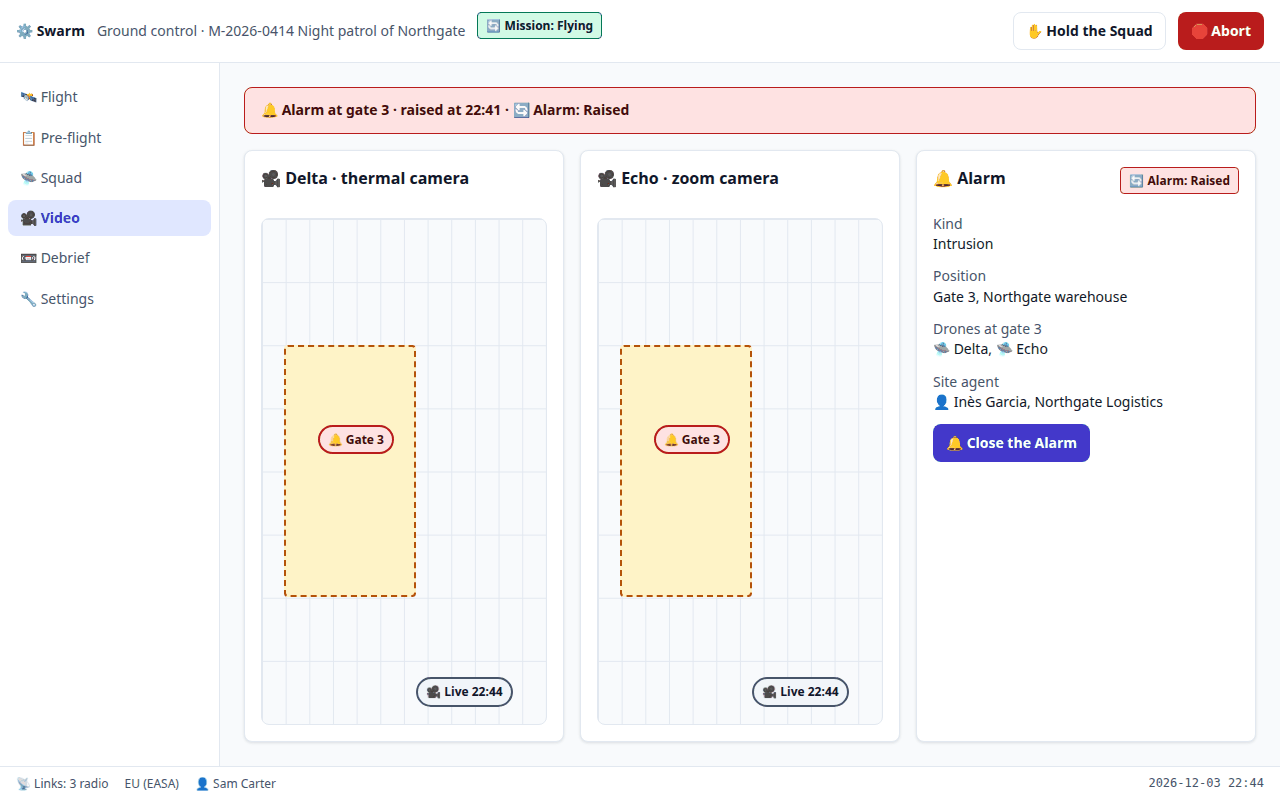 ⚙️ Swarm Ground control · M-2026-0414 Night patrol of Northgate 🔄 Mission: Flying ✋ Hold the Squad 🛑 Abort
🛰️ Flight
📋 Pre-flight
🛸 Squad
🎥 Video
📼 Debrief
🔧 Settings
🔔 Alarm at gate 3 · raised at 22:41 · 🔄 Alarm: Raised
🎥 Delta · thermal camera
🔔 Gate 3
🎥 Live 22:44
🎥 Echo · zoom camera
🔔 Gate 3
🎥 Live 22:44
🔔 Alarm 🔄 Alarm: Raised
Kind
Intrusion
Position
Gate 3, Northgate warehouse
Drones at gate 3
🛸 Delta, 🛸 Echo
Site agent
👤 Inès Garcia, Northgate Logistics
🔔 Close the Alarm
📡 Links: 3 radio EU (EASA) 👤 Sam Carter 2026-12-03 22:44